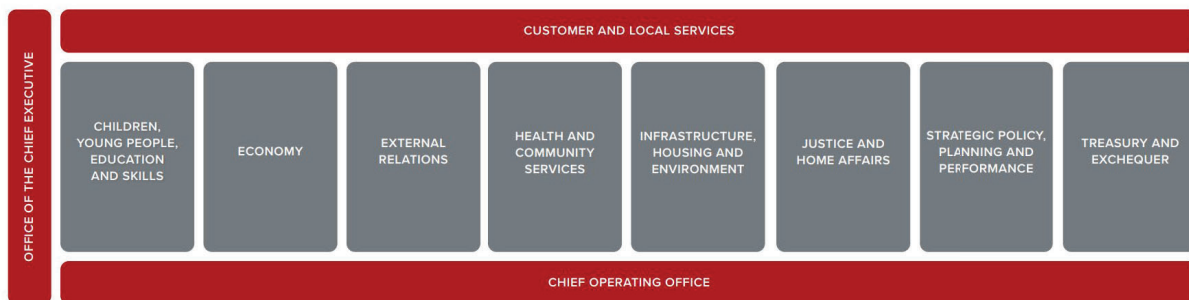 OFFICE OF THE CHIEF EXECUTIVE
CUSTOMER AND LOCAL SERVICES
CHILDREN,
YOUNG PEOPLE,
EDUCATION
AND SKILLS
ECONOMY
EXTERNAL
RELATIONS
HEALTH AND
COMMUNITY
SERVICES
INFRASTRUCTURE,
HOUSING AND
ENVIRONMENT
JUSTICE AND
HOME AFFAIRS
STRATEGIC POLICY,
PLANNING AND
PERFORMANCE
TREASURY AND
EXCHEQUER
CHIEF OPERATING OFFICE